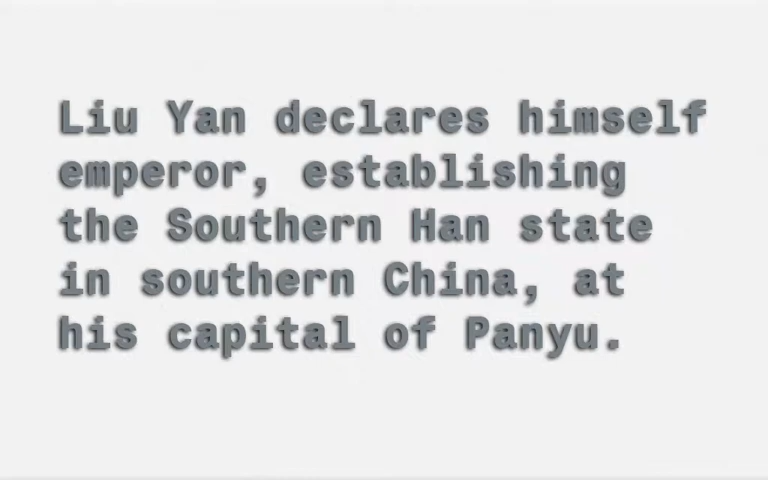 Liu Yan declares himself
emperor, establishing
the Southern Han state
in southern China, at
his capital of Panyu.